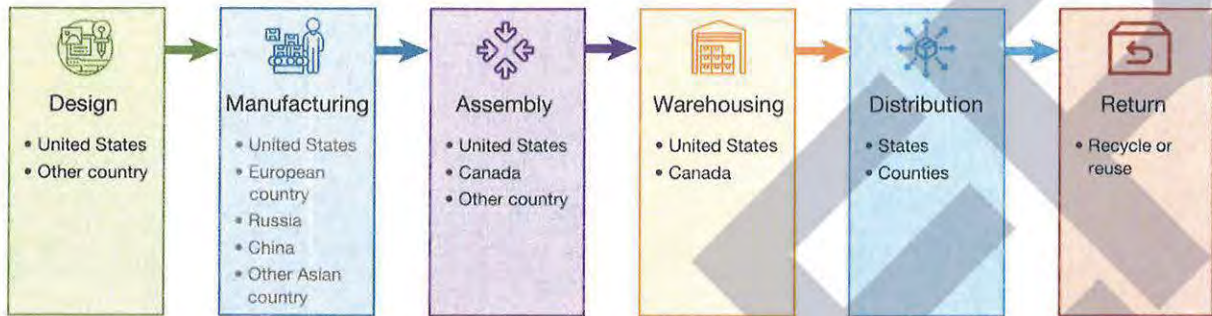 Design
• United States
• Other country
Manufacturing
• United States
• European
country
• Russia
• China
• Other Asian
country
Assembly
• United States
• Canada
• Other country
Warehousing
• United States
• Canada
Distribution
• States
• Counties
Return
• Recycle or
reuse